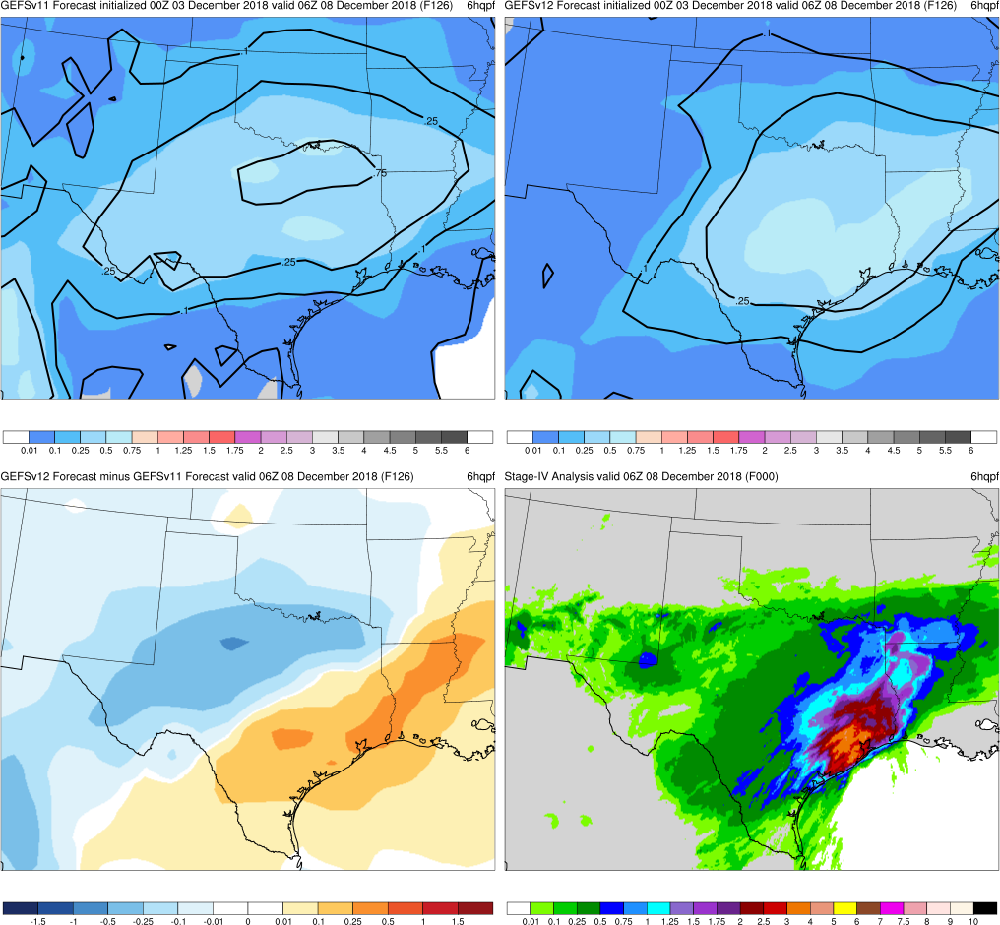 GEFSv11 Forecast initialized 00Z 03 December 2018 valid 06Z 08 December 2018 (F126) 6hqpf
GEFSv12 Forecast initialized 00Z 03 December 2018 valid 06Z 08 December 2018 (F126) 6hqpf
.1
.25
.75
.25
.25
.1
.1
.1
.1
.25
0.01 0.1 0.25 0.5 0.75 1 1.25 1.5 1.75 2 2.5 3 3.5 4 4.5 5 5.5 6
0.01 0.1 0.25 0.5 0.75 1 1.25 1.5 1.75 2 2.5 3 3.5 4 4.5 5 5.5 6
GEFSv12 Forecast minus GEFSv11 Forecast valid 06Z 08 December 2018 (F126) 6hqpf
Stage-IV Analysis valid 06Z 08 December 2018 (F000) 6hqpf
-1.5 -1 -0.5 -0.25 -0.1 -0.01 0 0.01 0.1 0.25 0.5 1 1.5
0.01 0.1 0.25 0.5 0.75 1 1.25 1.5 1.75 2 2.5 3 4 5 6 7 7.5 8 9 10